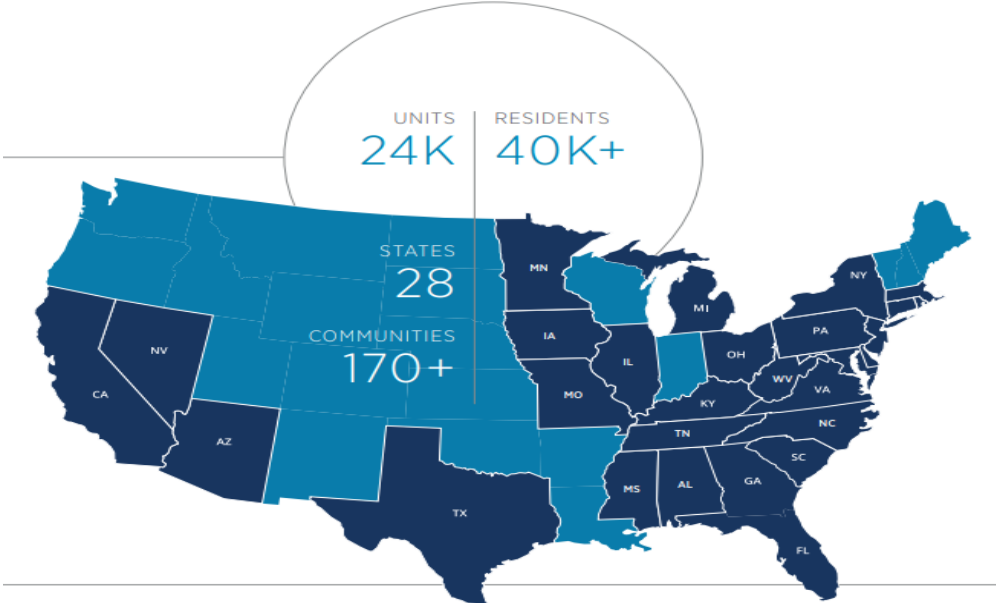 UNITS
24K
RESIDENTS
40K+
STATES
28
COMMUNITIES
170+
MN
NY
MI
PA
IA
NV
IL
OH
WV
VA
CA
MO
KY
NC
TN
AZ
SC
MS
AL
GA
TX
FL